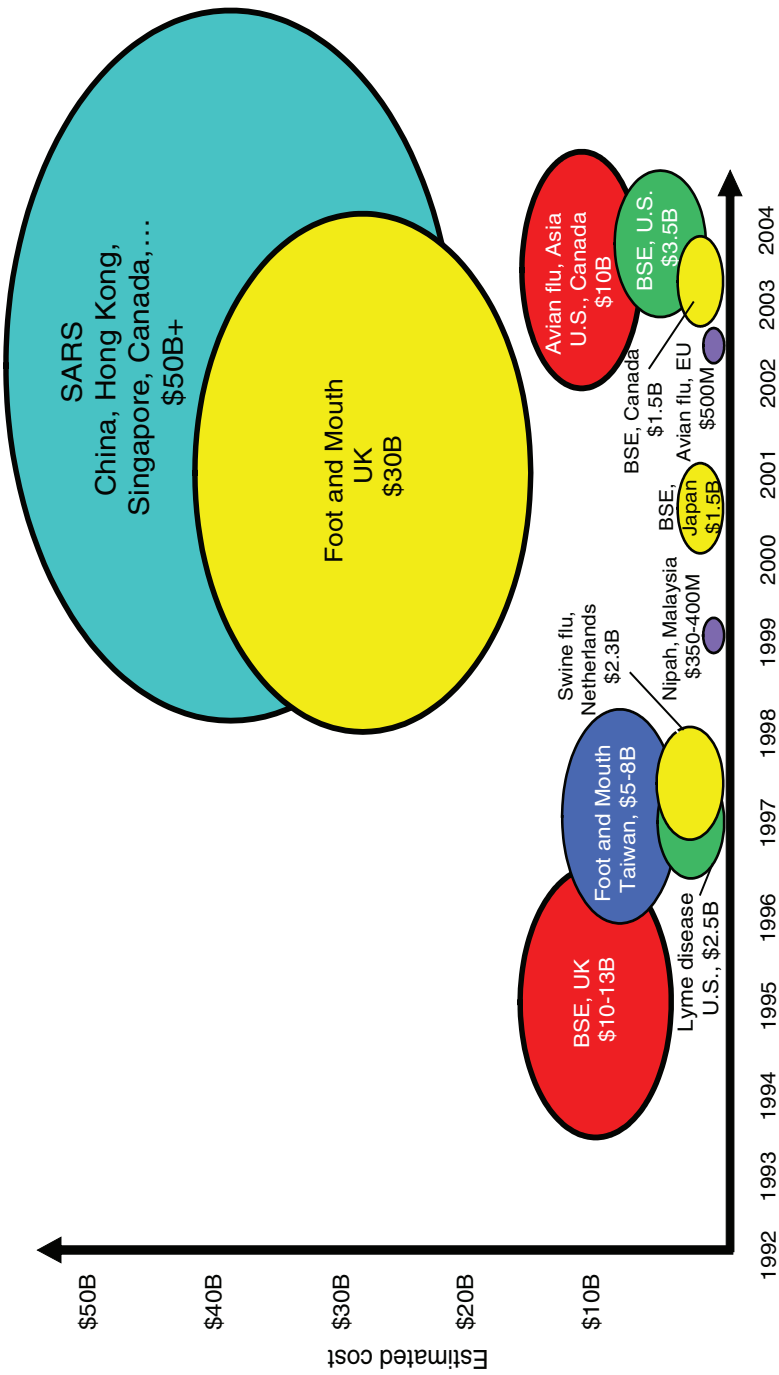 Estimated cost
$50B
$40B
$30B
$20B
$10B
SARS
China, Hong Kong,
Singapore, Canada,…
$50B+
Foot and Mouth
UK
$30B
BSE, UK
$10-13B
Foot and Mouth
Taiwan, $5-8B
Lyme disease
U.S., $2.5B
Swine flu,
Netherlands
$2.3B
Nipah, Malaysia
$350-400M
BSE,
Japan
$1.5B
BSE, Canada
$1.5B
Avian flu, EU
$500M
Avian flu, Asia
U.S., Canada
$10B
BSE, U.S.
$3.5B
1992
1993
1994
1995
1996
1997
1998
1999
2000
2001
2002
2003
2004